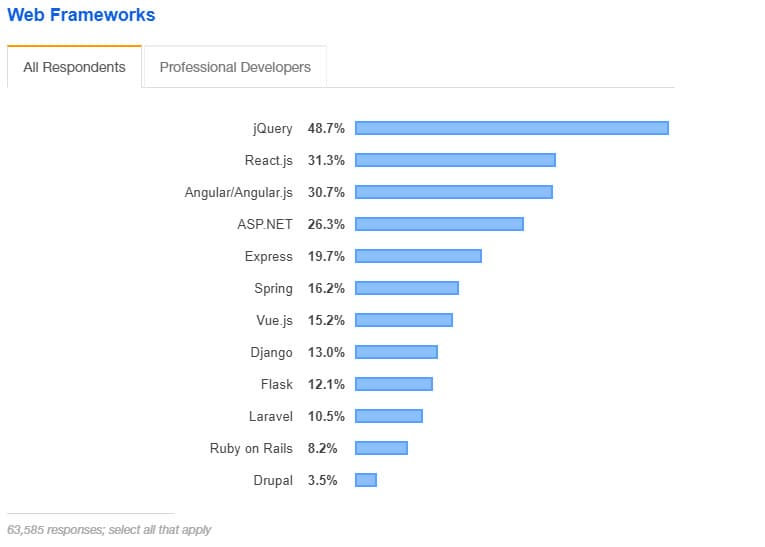 Web Frameworks
All Respondents Professional Developers
jQuery 48.7%
React.js 31.3%
Angular/Angular.js 30.7%
ASP.NET 26.3%
Express 19.7%
Spring 16.2%
Vue.js 15.2%
Django 13.0%
Flask 12.1%
Laravel 10.5%
Ruby on Rails 8.2%
Drupal 3.5%
63,585 responses; select all that apply